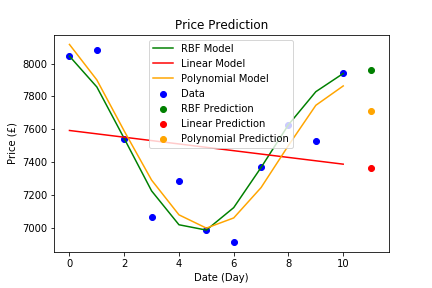 Price Prediction
RBF Model
Linear Model
Polynomial Model
Data
RBF Prediction
Linear Prediction
Polynomial Prediction
Price (£)
8000
7800
7600
7400
7200
7000
0 2 4 6 8 10
Date (Day)